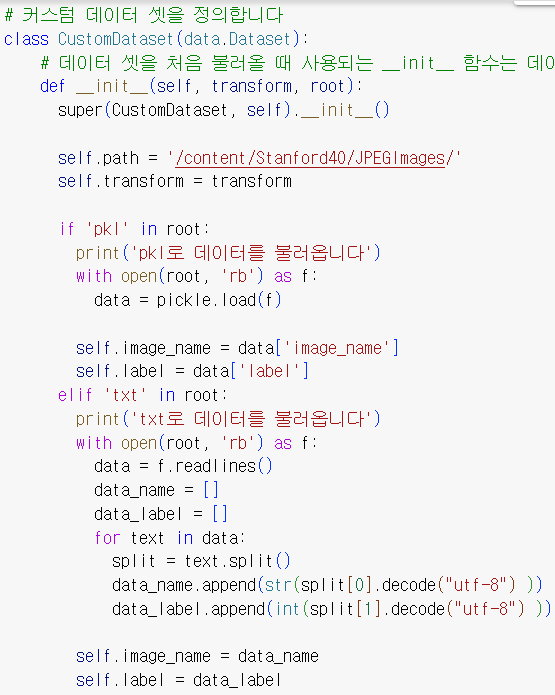 # 커스텀 데이터 셋을 정의합니다
class CustomDataset(data.Dataset):
    # 데이터 셋을 처음 불러올 때 사용되는 __init__ 함수는 데이
    def __init__(self, transform, root):
      super(CustomDataset, self).__init__()

      self.path = '/content/Stanford40/JPEGImages/'
      self.transform = transform

      if 'pkl' in root:
        print('pkl로 데이터를 불러옵니다')
        with open(root, 'rb') as f:
          data = pickle.load(f)

        self.image_name = data['image_name']
        self.label = data['label']
      elif 'txt' in root:
        print('txt로 데이터를 불러옵니다')
        with open(root, 'rb') as f:
          data = f.readlines()
          data_name = []
          data_label = []
          for text in data:
            split = text.split()
            data_name.append(str(split[0].decode("utf-8") ))
            data_label.append(int(split[1].decode("utf-8") ))

        self.image_name = data_name
        self.label = data_label